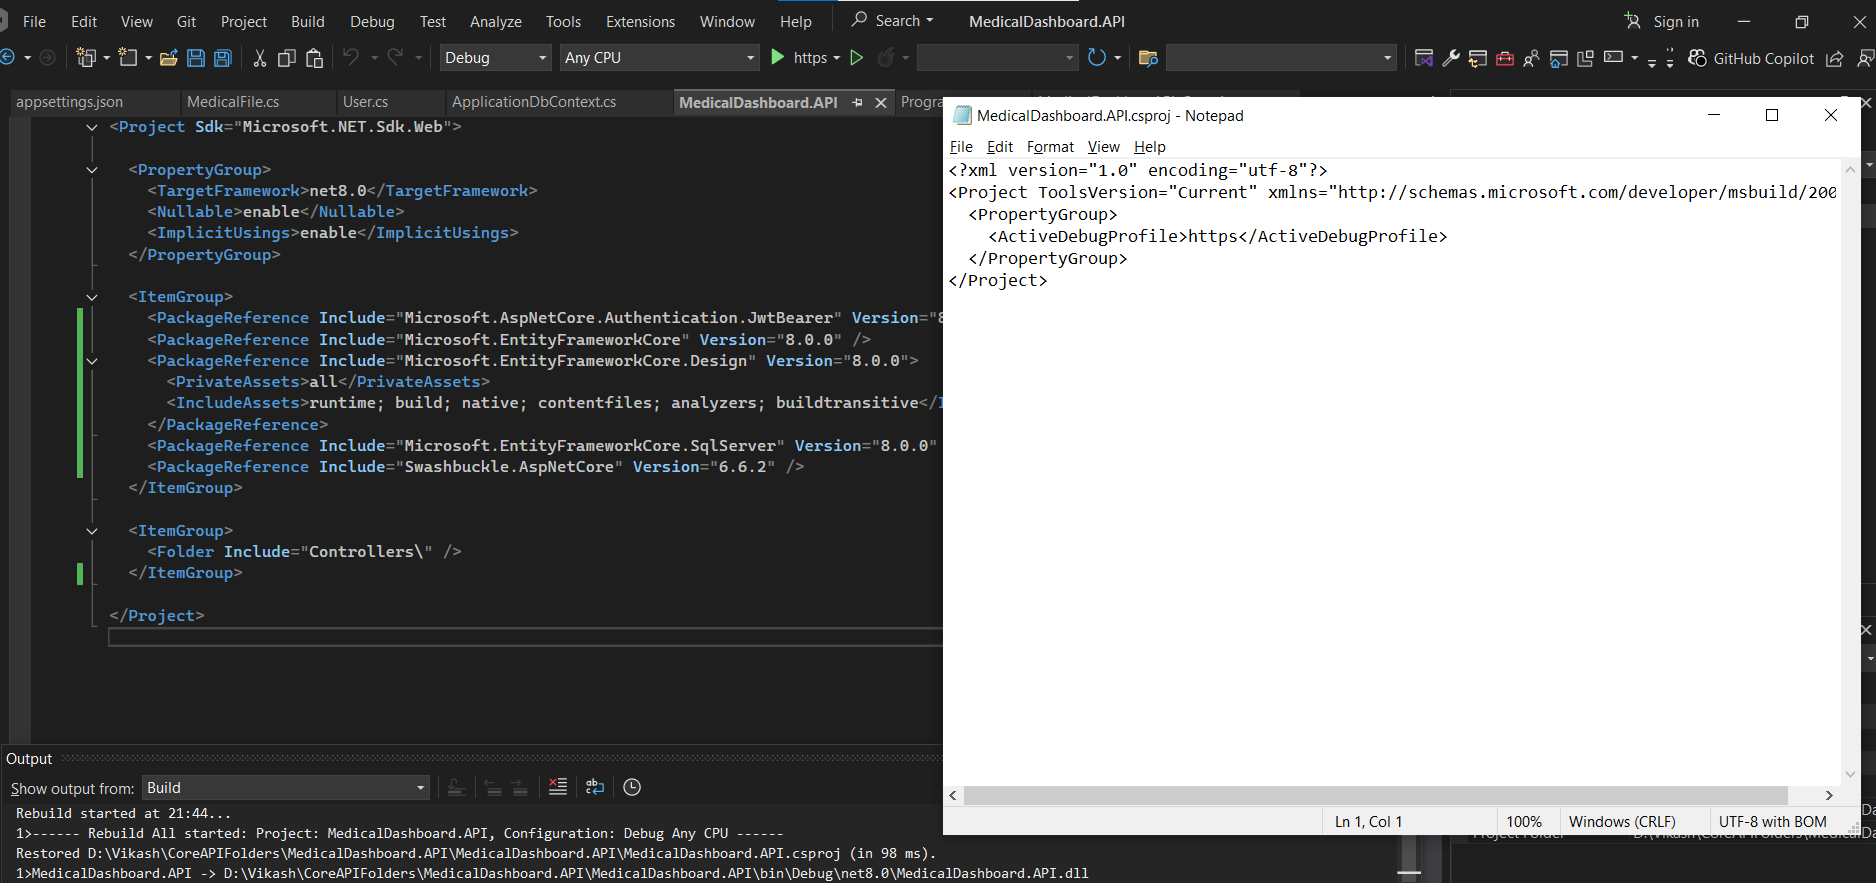 File Edit View Git Project Build Debug Test Analyze Tools Extensions Window Help Search MedicalDashboard.API Sign in
Debug Any CPU https GitHub Copilot
appsettings.json MedicalFile.cs User.cs ApplicationDbContext.cs MedicalDashboard.API Progra
<Project Sdk="Microsoft.NET.Sdk.Web">
<PropertyGroup>
<TargetFramework>net8.0</TargetFramework>
<Nullable>enable</Nullable>
<ImplicitUsings>enable</ImplicitUsings>
</PropertyGroup>
<ItemGroup>
<PackageReference Include="Microsoft.AspNetCore.Authentication.JwtBearer" Version="8
<PackageReference Include="Microsoft.EntityFrameworkCore" Version="8.0.0" />
<PackageReference Include="Microsoft.EntityFrameworkCore.Design" Version="8.0.0">
<PrivateAssets>all</PrivateAssets>
<IncludeAssets>runtime; build; native; contentfiles; analyzers; buildtransitive</I
</PackageReference>
<PackageReference Include="Microsoft.EntityFrameworkCore.SqlServer" Version="8.0.0"
<PackageReference Include="Swashbuckle.AspNetCore" Version="6.6.2" />
</ItemGroup>
<ItemGroup>
<Folder Include="Controllers\" />
</ItemGroup>
</Project>
MedicalDashboard.API.csproj - Notepad
File Edit Format View Help
<?xml version="1.0" encoding="utf-8"?>
<Project ToolsVersion="Current" xmlns="http://schemas.microsoft.com/developer/msbuild/200
<PropertyGroup>
<ActiveDebugProfile>https</ActiveDebugProfile>
</PropertyGroup>
</Project>
Ln 1, Col 1 100% Windows (CRLF) UTF-8 with BOM
Output
Show output from: Build
Rebuild started at 21:44...
1>------ Rebuild All started: Project: MedicalDashboard.API, Configuration: Debug Any CPU ------
Restored D:\Vikash\CoreAPIFolders\MedicalDashboard.API\MedicalDashboard.API\MedicalDashboard.API.csproj (in 98 ms).
1>MedicalDashboard.API -> D:\Vikash\CoreAPIFolders\MedicalDashboard.API\MedicalDashboard.API\bin\Debug\net8.0\MedicalDashboard.API.dll